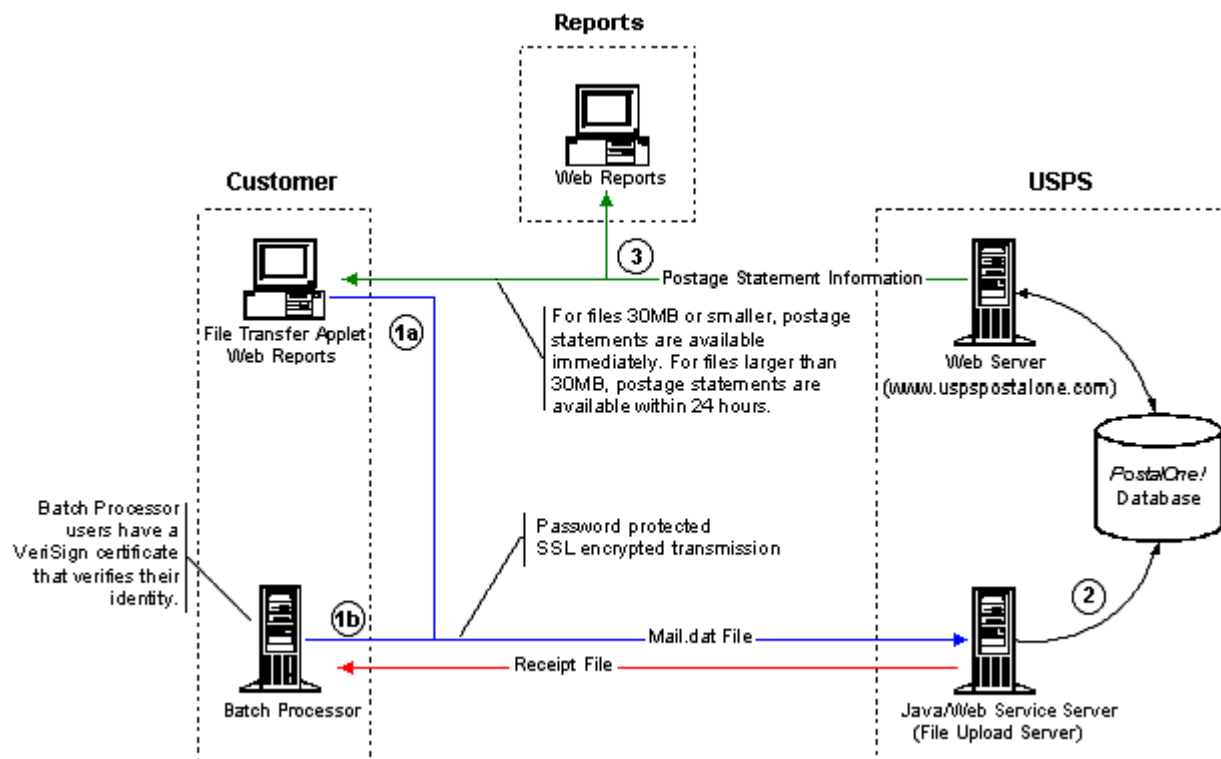 Reports
Web Reports
Customer
USPS
3
Postage Statement Information
File Transfer Applet
Web Reports
1a
For files 30MB or smaller, postage
statements are available
immediately. For files larger than
30MB, postage statements are
available within 24 hours.
Web Server
(www.uspspostalone.com)
PostalOne!
Database
Batch Processor
users have a
VeriSign certificate
that verifies their
identity.
Password protected
SSL encrypted transmission
2
1b
Mail.dat File
Receipt File
Batch Processor
Java/Web Service Server
(File Upload Server)